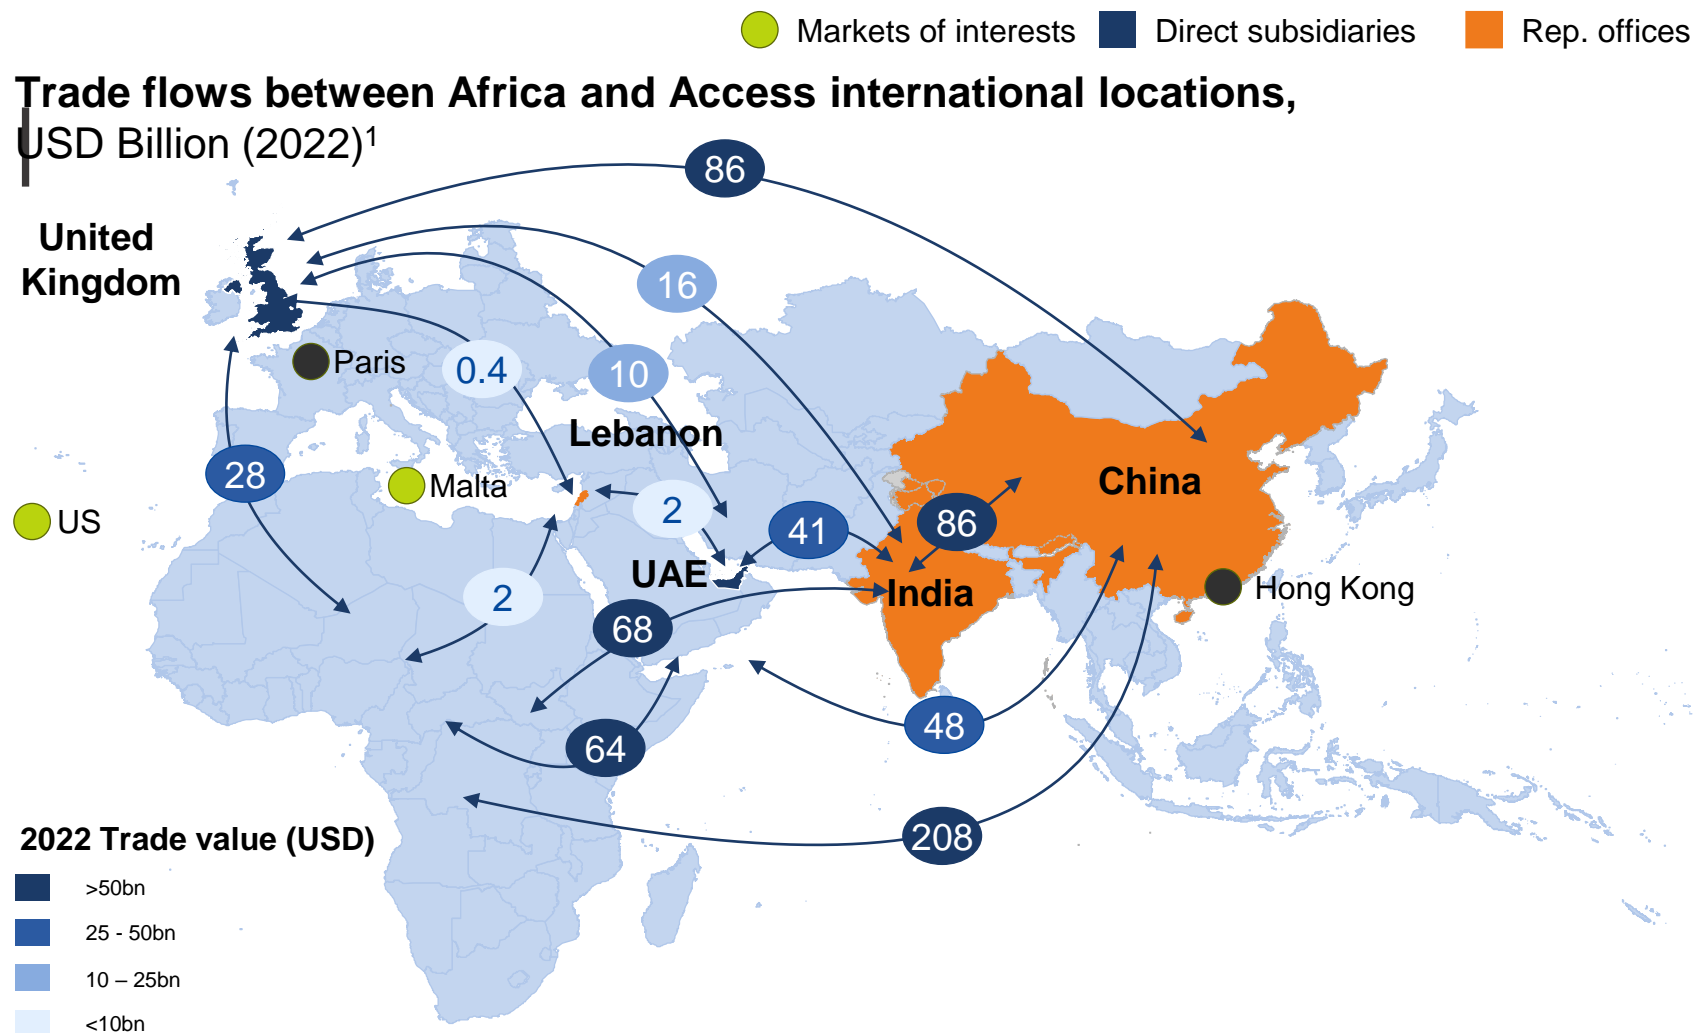 Markets of interests
Direct subsidiaries
Rep. offices
Trade flows between Africa and Access international locations,
USD Billion (2022)¹
86
United
Kingdom
16
Paris
0.4
10
Lebanon
28
Malta
China
US
2
41
86
UAE
India
Hong Kong
2
68
48
64
208
2022 Trade value (USD)
>50bn
25 - 50bn
10 – 25bn
<10bn